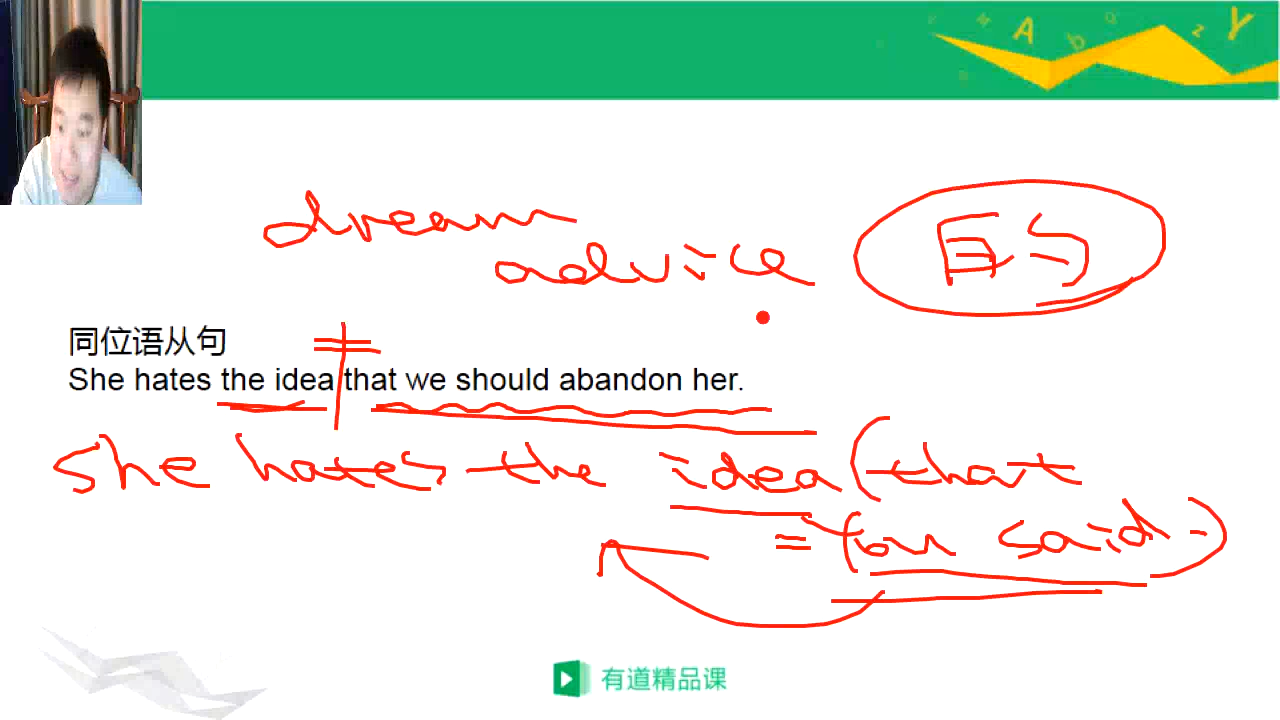 A b a z Y
dream
advice
同位语从句
She hates the idea that we should abandon her.
she hates the idea (that
= said.)
有道精品课